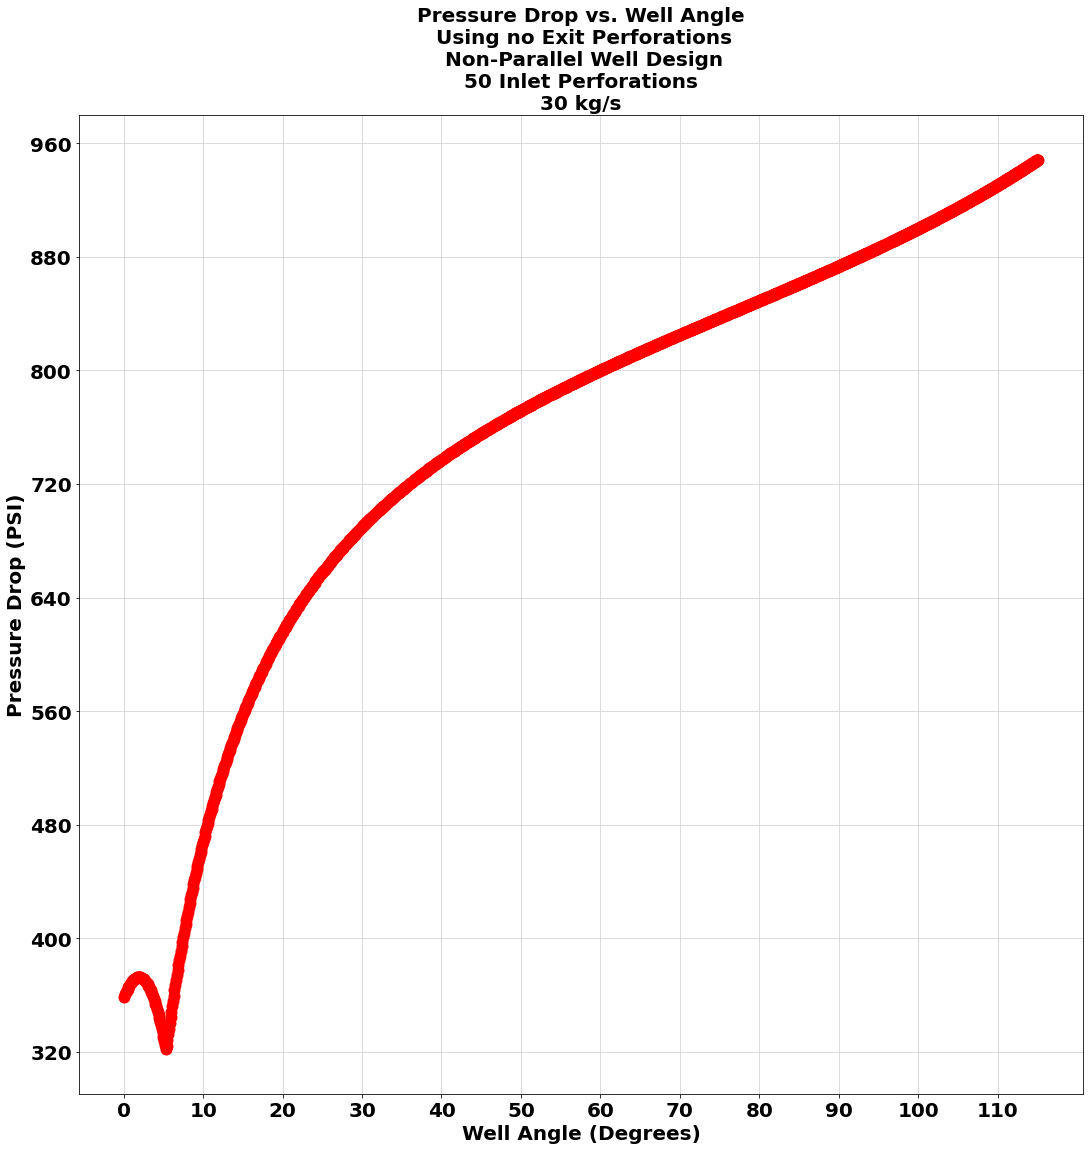 Pressure Drop vs. Well Angle
Using no Exit Perforations
Non-Parallel Well Design
50 Inlet Perforations
30 kg/s
Pressure Drop (PSI)
960
880
800
720
640
560
480
400
320
0 10 20 30 40 50 60 70 80 90 100 110
Well Angle (Degrees)